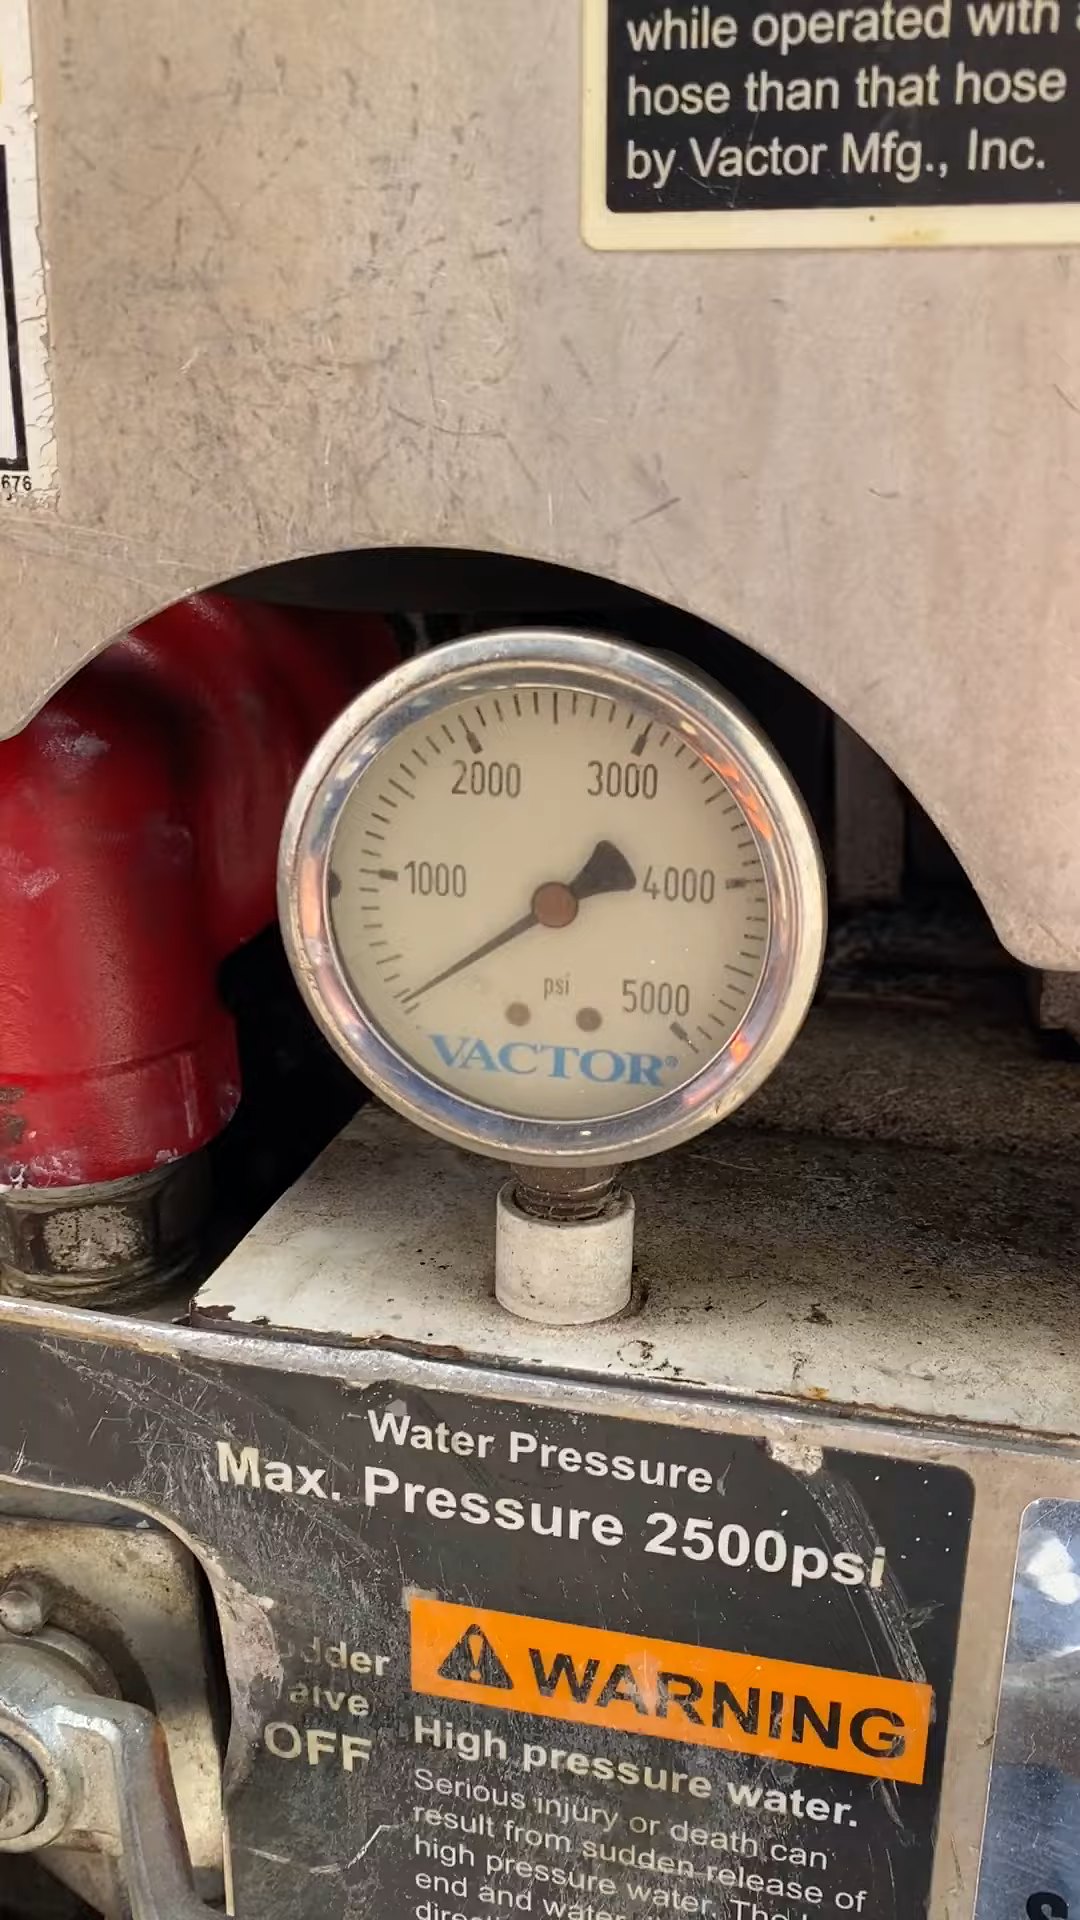 while operated with
hose than that hose
by Vactor Mfg., Inc.
676
2000
3000
1000
4000
psi
5000
VACTOR®
Water Pressure
Max. Pressure 2500psi
WARNING
OFF
High pressure water.
Serious injury or death can
result from sudden release of
high pressure water. The
end and water